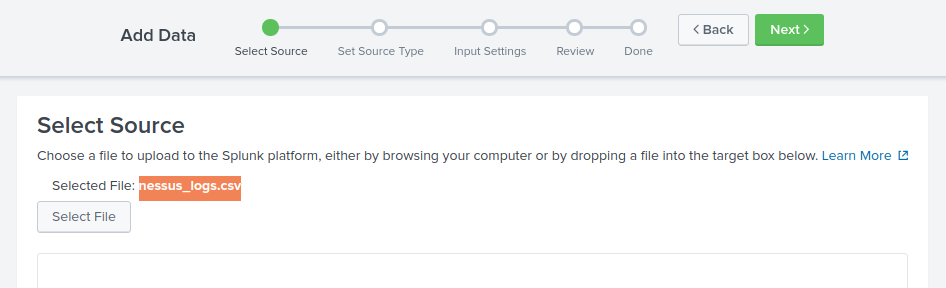 Add Data
Select Source
Set Source Type
Input Settings
Review
Done
< Back
Next >
Select Source
Choose a file to upload to the Splunk platform, either by browsing your computer or by dropping a file into the target box below. Learn More
Selected File: nessus_logs.csv
Select File